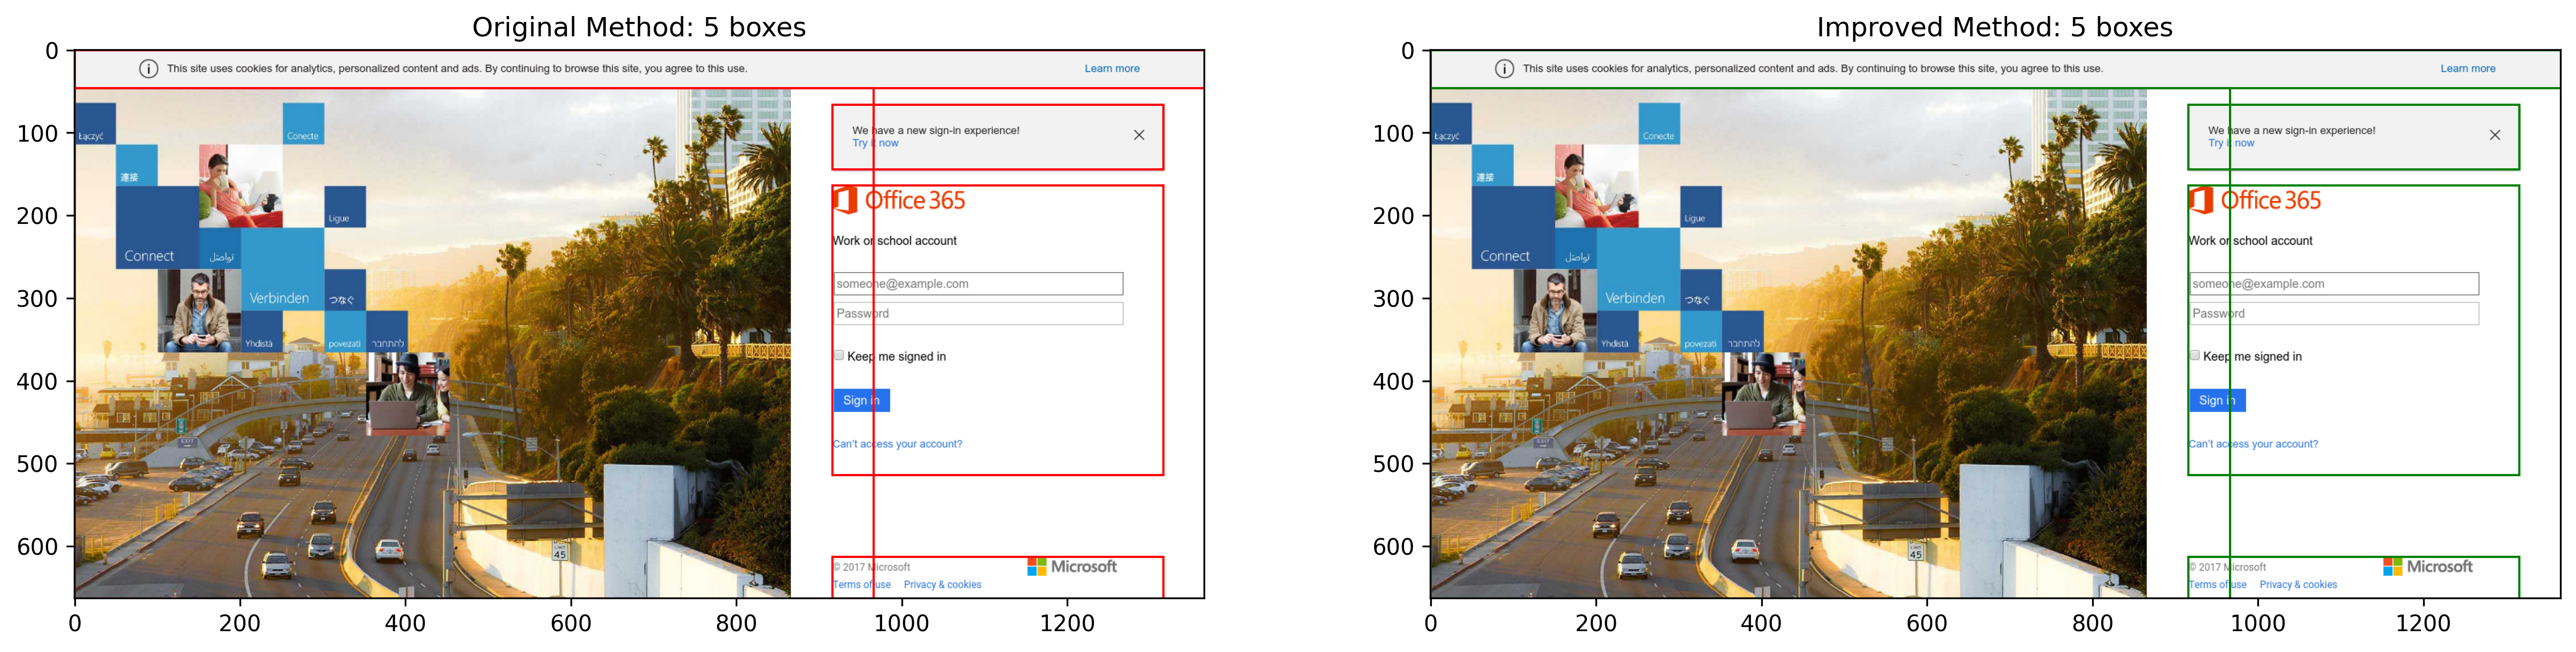 Original Method: 5 boxes
0
100
200
300
400
500
600
0
200
400
600
800
1000
1200
This site uses cookies for analytics, personalized content and ads. By continuing to browse this site, you agree to this use.
Learn more
Łączyć
Conecte
連接
Ligue
Connect
تواصل
Verbinden
つなぐ
Yhdistä
povezati
להתחבר
LIMIT
45
We have a new sign-in experience!
Try it now
Office 365
Work or school account
someone@example.com
Password
Keep me signed in
Sign in
Can't access your account?
© 2017 Microsoft
Microsoft
Terms of use Privacy & cookies
Improved Method: 5 boxes
0
100
200
300
400
500
600
0
200
400
600
800
1000
1200
This site uses cookies for analytics, personalized content and ads. By continuing to browse this site, you agree to this use.
Learn more
Łączyć
Conecte
連接
Ligue
Connect
تواصل
Verbinden
つなぐ
Yhdistä
povezati
להתחבר
LIMIT
45
We have a new sign-in experience!
Try it now
Office 365
Work or school account
someone@example.com
Password
Keep me signed in
Sign in
Can't access your account?
© 2017 Microsoft
Microsoft
Terms of use Privacy & cookies